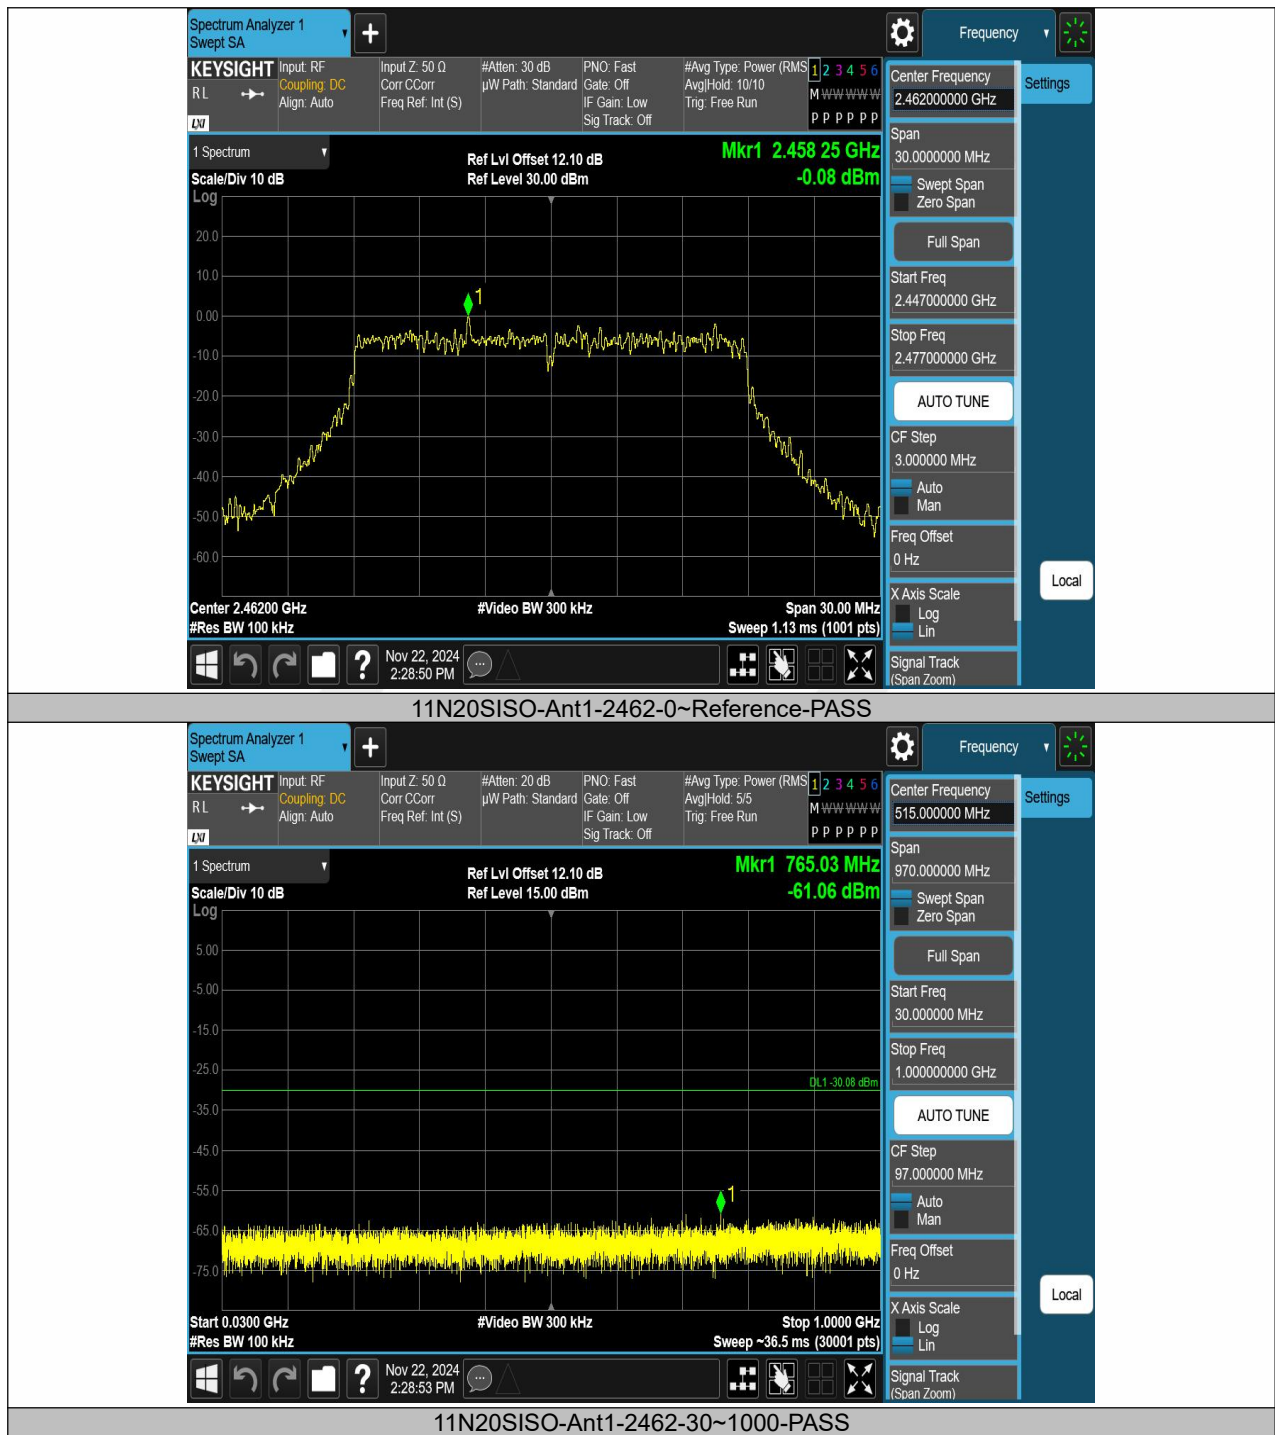 Spectrum Analyzer 1
Swept SA
Frequency
KEYSIGHT
RL
LXI
Input: RF
Coupling: DC
Align: Auto
Input Z: 50 Ω
Corr CCorr
Freq Ref: Int (S)
#Atten: 30 dB
µW Path: Standard
PNO: Fast
Gate: Off
IF Gain: Low
Sig Track: Off
#Avg Type: Power (RMS
Avg|Hold: 10/10
Trig: Free Run
1 2 3 4 5 6
M W W W W W
P P P P P P
1 Spectrum
Scale/Div 10 dB
Log
Ref Lvl Offset 12.10 dB
Ref Level 30.00 dBm
Mkr1 2.458 25 GHz
-0.08 dBm
20.0
10.0
0.00
-10.0
-20.0
-30.0
-40.0
-50.0
-60.0
1
Center 2.46200 GHz
#Res BW 100 kHz
#Video BW 300 kHz
Span 30.00 MHz
Sweep 1.13 ms (1001 pts)
Nov 22, 2024
2:28:50 PM
Center Frequency
2.462000000 GHz
Settings
Span
30.0000000 MHz
Swept Span
Zero Span
Full Span
Start Freq
2.447000000 GHz
Stop Freq
2.477000000 GHz
AUTO TUNE
CF Step
3.000000 MHz
Auto
Man
Freq Offset
0 Hz
X Axis Scale
Log
Lin
Signal Track
(Span Zoom)
Local
11N20SISO-Ant1-2462-0~Reference-PASS
Spectrum Analyzer 1
Swept SA
Frequency
KEYSIGHT
RL
LXI
Input: RF
Coupling: DC
Align: Auto
Input Z: 50 Ω
Corr CCorr
Freq Ref: Int (S)
#Atten: 20 dB
µW Path: Standard
PNO: Fast
Gate: Off
IF Gain: Low
Sig Track: Off
#Avg Type: Power (RMS
Avg|Hold: 5/5
Trig: Free Run
1 2 3 4 5 6
M W W W W W
P P P P P P
1 Spectrum
Scale/Div 10 dB
Log
Ref Lvl Offset 12.10 dB
Ref Level 15.00 dBm
Mkr1 765.03 MHz
-61.06 dBm
5.00
-5.00
-15.0
-25.0
-35.0
-45.0
-55.0
-65.0
-75.0
DL1 -30.08 dBm
1
Start 0.0300 GHz
#Res BW 100 kHz
#Video BW 300 kHz
Stop 1.0000 GHz
Sweep ~36.5 ms (30001 pts)
Nov 22, 2024
2:28:53 PM
Center Frequency
515.000000 MHz
Settings
Span
970.000000 MHz
Swept Span
Zero Span
Full Span
Start Freq
30.000000 MHz
Stop Freq
1.000000000 GHz
AUTO TUNE
CF Step
97.000000 MHz
Auto
Man
Freq Offset
0 Hz
X Axis Scale
Log
Lin
Signal Track
(Span Zoom)
Local
11N20SISO-Ant1-2462-30~1000-PASS